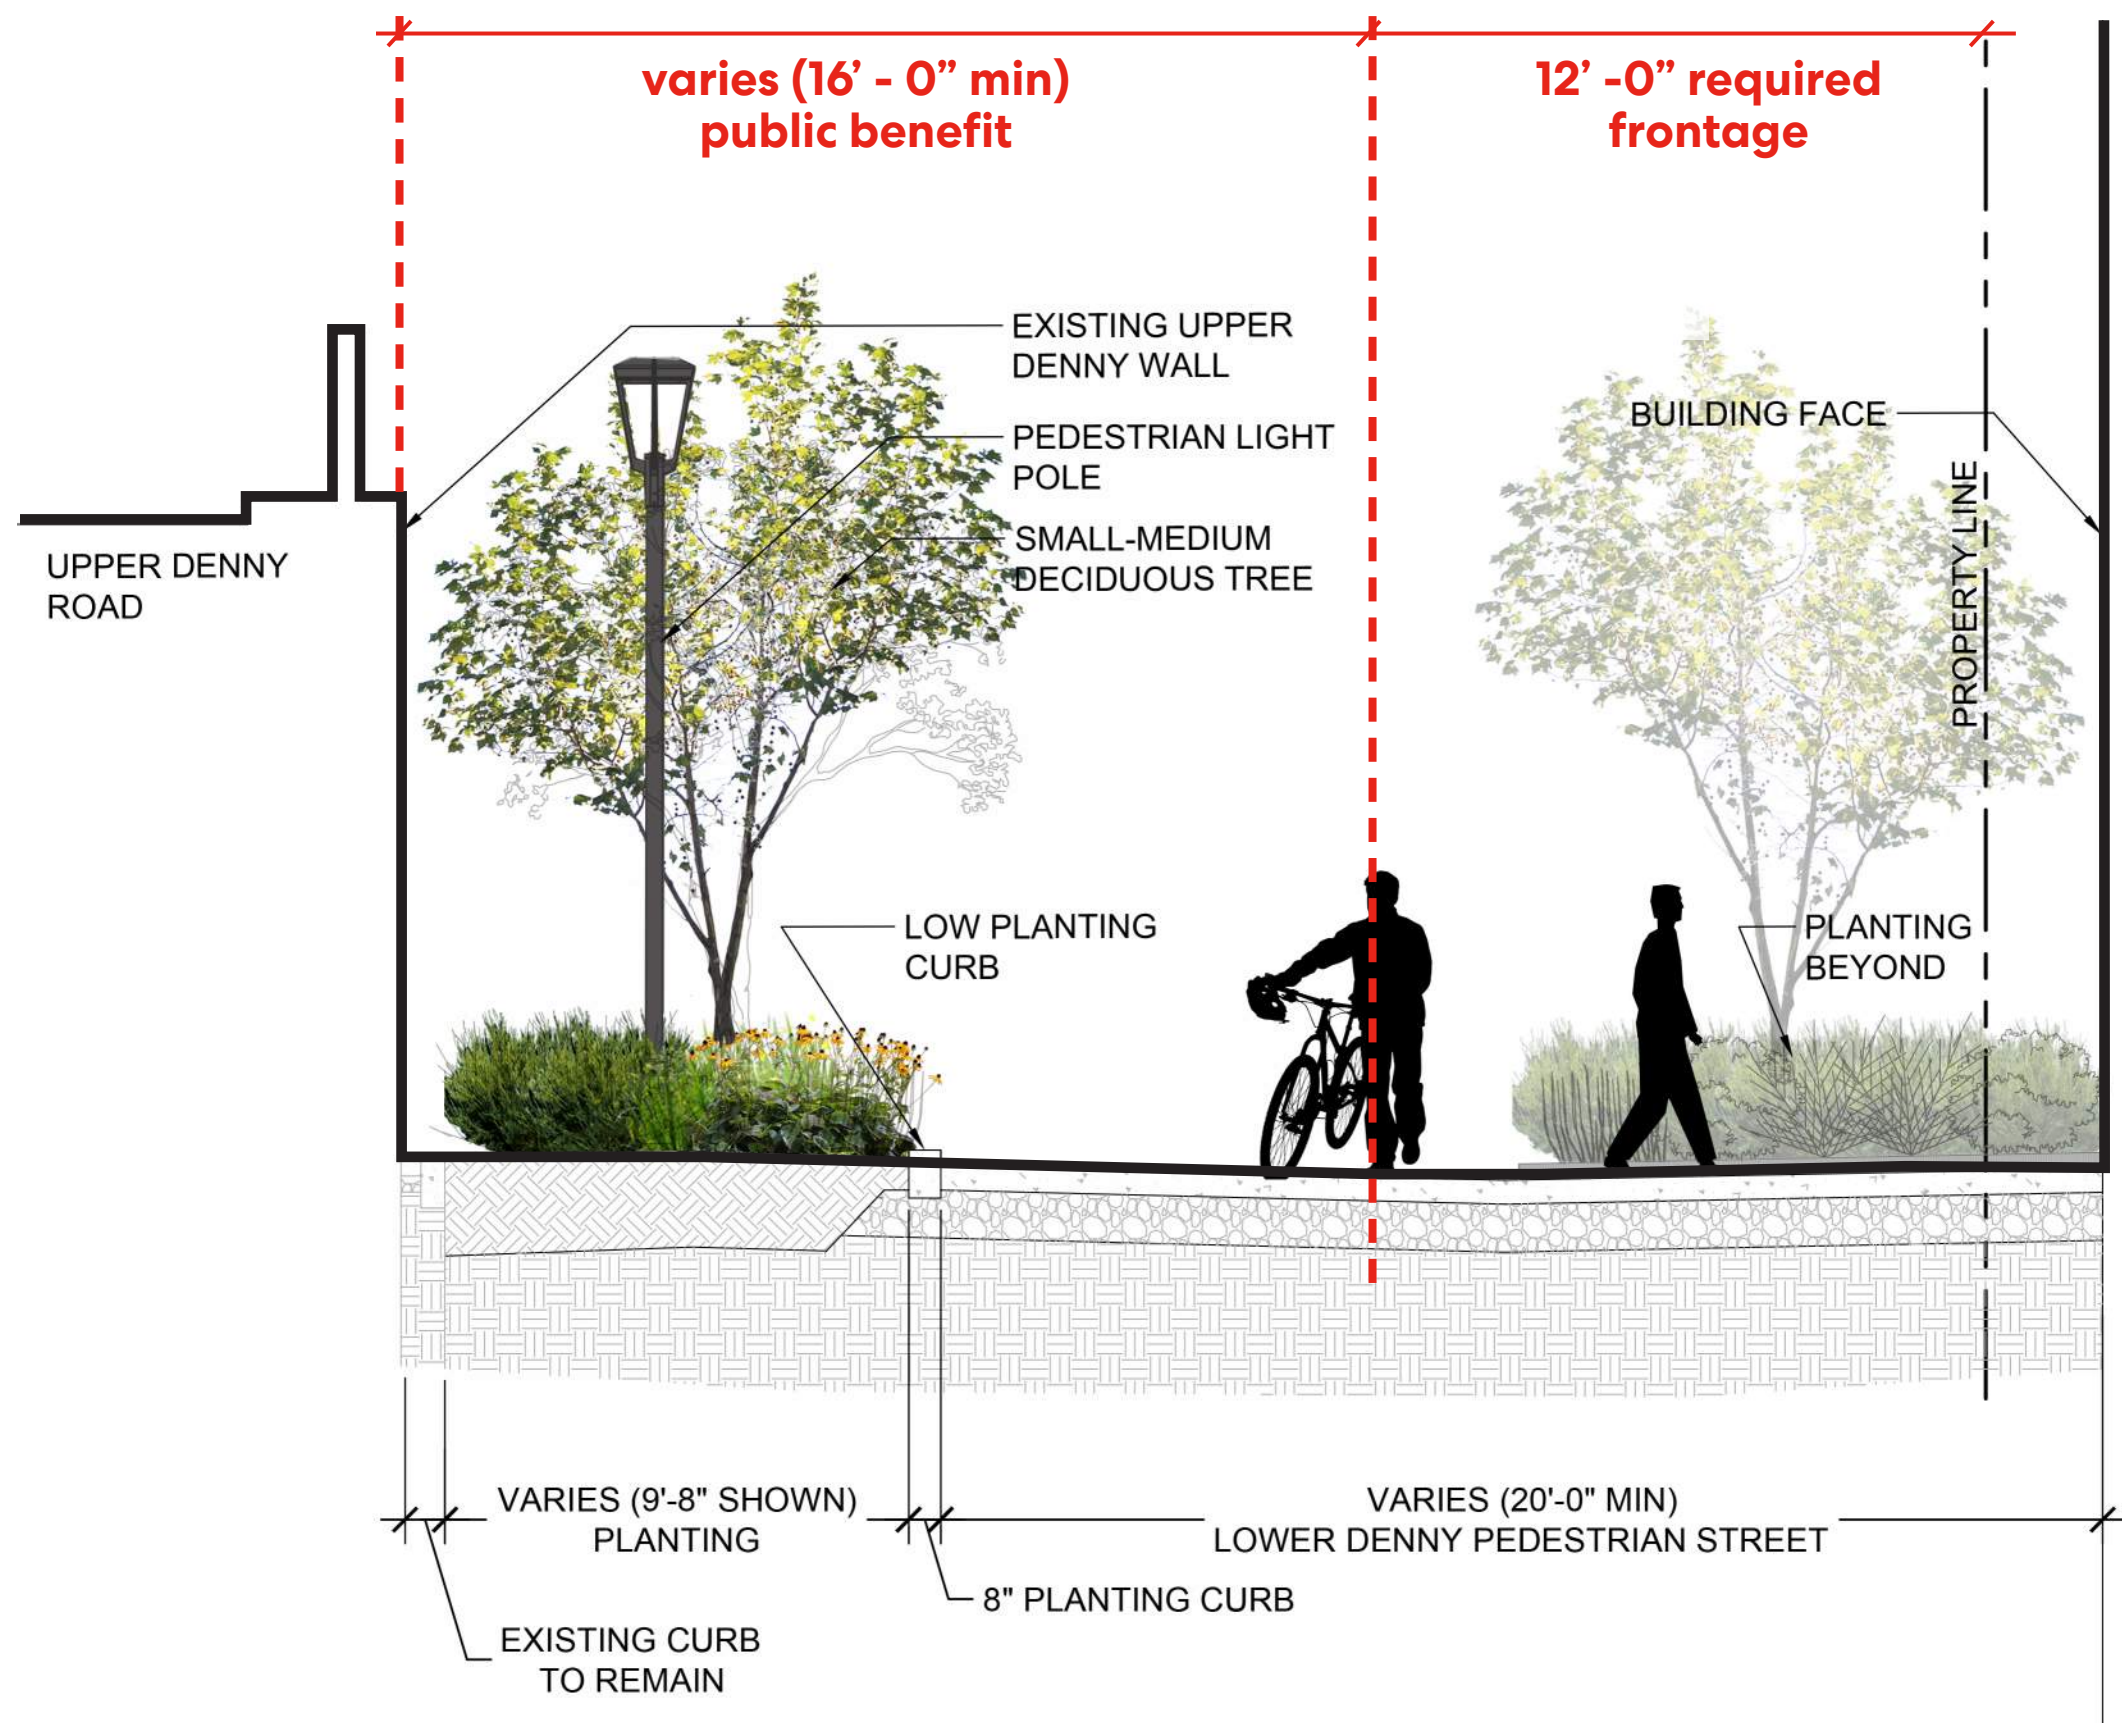 varies (16’ - 0” min)
public benefit
12’ -0” required
frontage
EXISTING UPPER
DENNY WALL
PEDESTRIAN LIGHT
POLE
SMALL-MEDIUM
DECIDUOUS TREE
BUILDING FACE
PROPERTY LINE
UPPER DENNY
ROAD
LOW PLANTING
CURB
PLANTING
BEYOND
VARIES (9'-8" SHOWN)
PLANTING
VARIES (20'-0" MIN)
LOWER DENNY PEDESTRIAN STREET
8" PLANTING CURB
EXISTING CURB
TO REMAIN